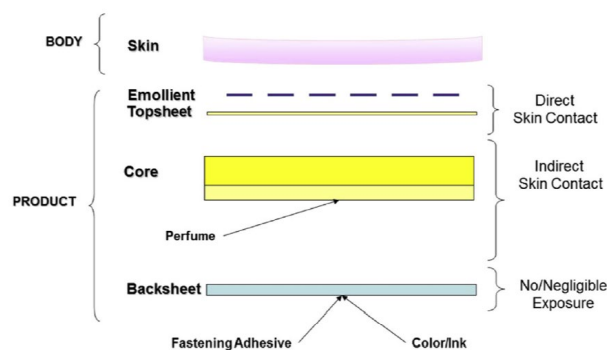 BODY
Skin
Emollient
Topsheet
Direct
Skin Contact
Core
Indirect
Skin Contact
PRODUCT
Perfume
Backsheet
No/Negligible
Exposure
Fastening Adhesive
Color/Ink